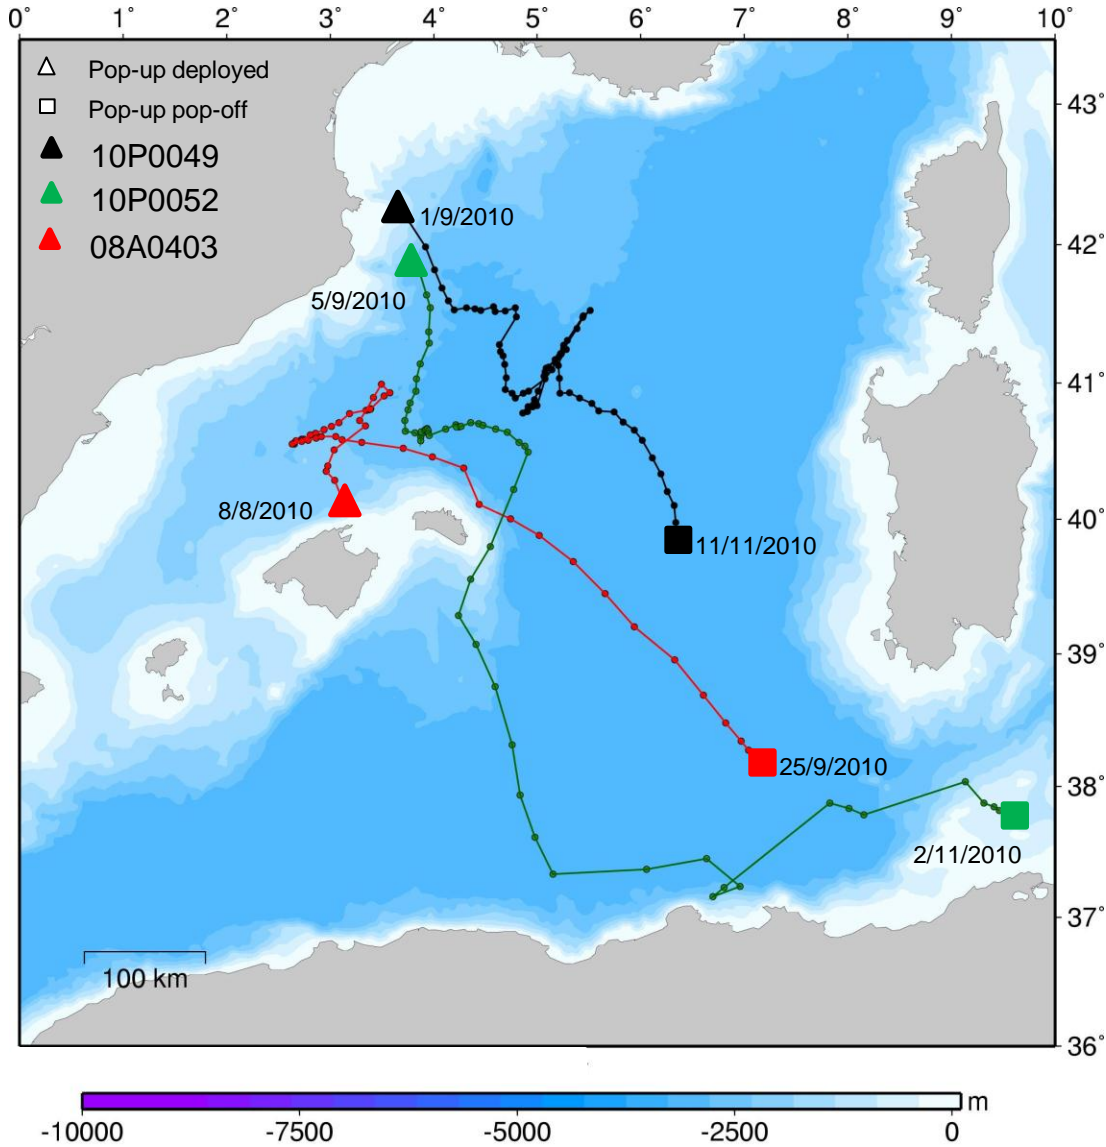 0° 1° 2° 3° 4° 5° 6° 7° 8° 9° 10°
Pop-up deployed
Pop-up pop-off
10P0049
10P0052
08A0403
43°
42°
41°
40°
39°
38°
37°
36°
1/9/2010
5/9/2010
8/8/2010
11/11/2010
25/9/2010
2/11/2010
100 km
m
-10000 -7500 -5000 -2500 0